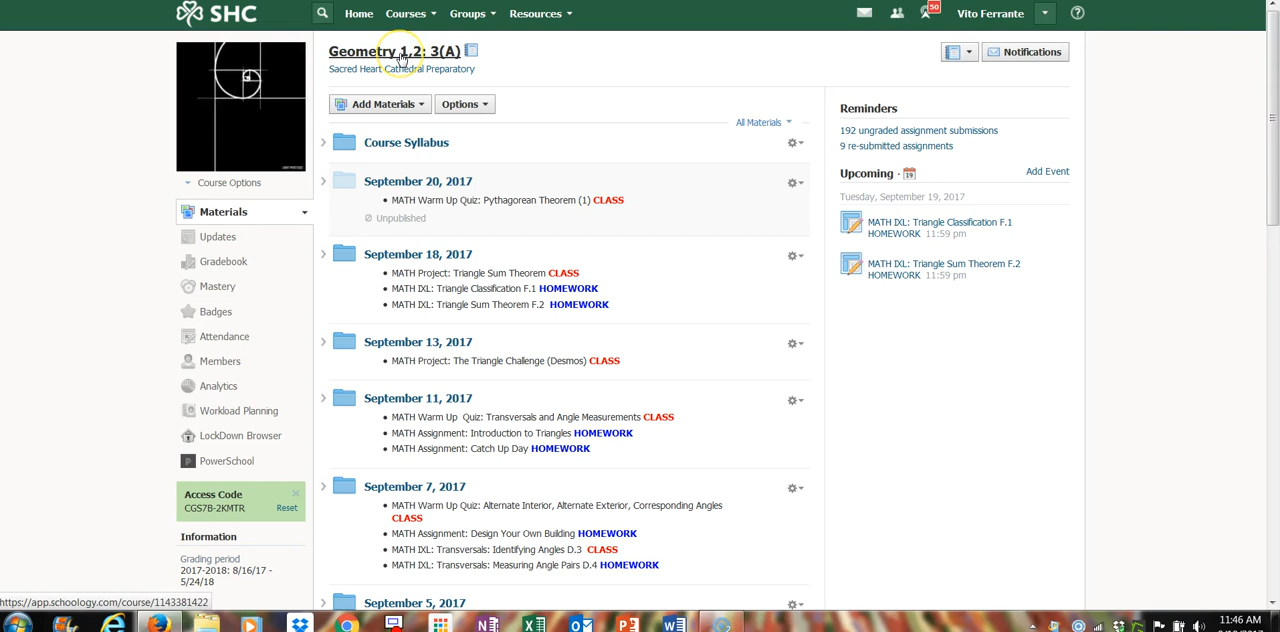 SHC
Home
Courses
Groups
Resources
50
Vito Ferrante
Geometry 1,2: 3(A)
Sacred Heart Cathedral Preparatory
Notifications
Add Materials
Options
All Materials
Course Options
Materials
Updates
Gradebook
Mastery
Badges
Attendance
Members
Analytics
Workload Planning
LockDown Browser
PowerSchool
Access Code
CGS7B-2KMTR
Reset
Information
Grading period
2017-2018: 8/16/17 -
5/24/18
Course Syllabus
September 20, 2017
• MATH Warm Up Quiz: Pythagorean Theorem (1) CLASS
Unpublished
September 18, 2017
• MATH Project: Triangle Sum Theorem CLASS
• MATH IXL: Triangle Classification F.1 HOMEWORK
• MATH IXL: Triangle Sum Theorem F.2 HOMEWORK
September 13, 2017
• MATH Project: The Triangle Challenge (Desmos) CLASS
September 11, 2017
• MATH Warm Up Quiz: Transversals and Angle Measurements CLASS
• MATH Assignment: Introduction to Triangles HOMEWORK
• MATH Assignment: Catch Up Day HOMEWORK
September 7, 2017
• MATH Warm Up Quiz: Alternate Interior, Alternate Exterior, Corresponding Angles
CLASS
• MATH Assignment: Design Your Own Building HOMEWORK
• MATH IXL: Transversals: Identifying Angles D.3 CLASS
• MATH IXL: Transversals: Measuring Angle Pairs D.4 HOMEWORK
September 5, 2017
Reminders
192 ungraded assignment submissions
9 re-submitted assignments
Upcoming ·
19
Add Event
Tuesday, September 19, 2017
MATH IXL: Triangle Classification F.1
HOMEWORK 11:59 pm
MATH IXL: Triangle Sum Theorem F.2
HOMEWORK 11:59 pm
https://app.schoology.com/course/1143381422
11:46 AM